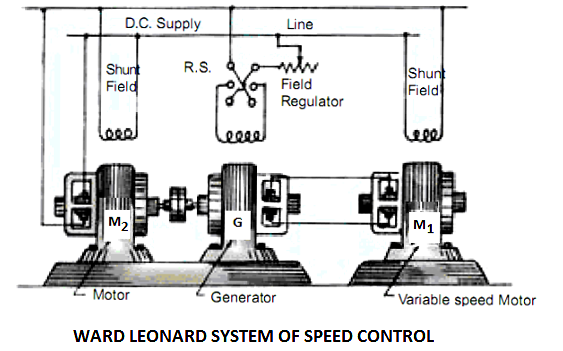 D.C. Supply Line
Shunt Field
R.S.
Field Regulator
Shunt Field
M2
G
M1
Motor
Generator
Variable speed Motor
WARD LEONARD SYSTEM OF SPEED CONTROL